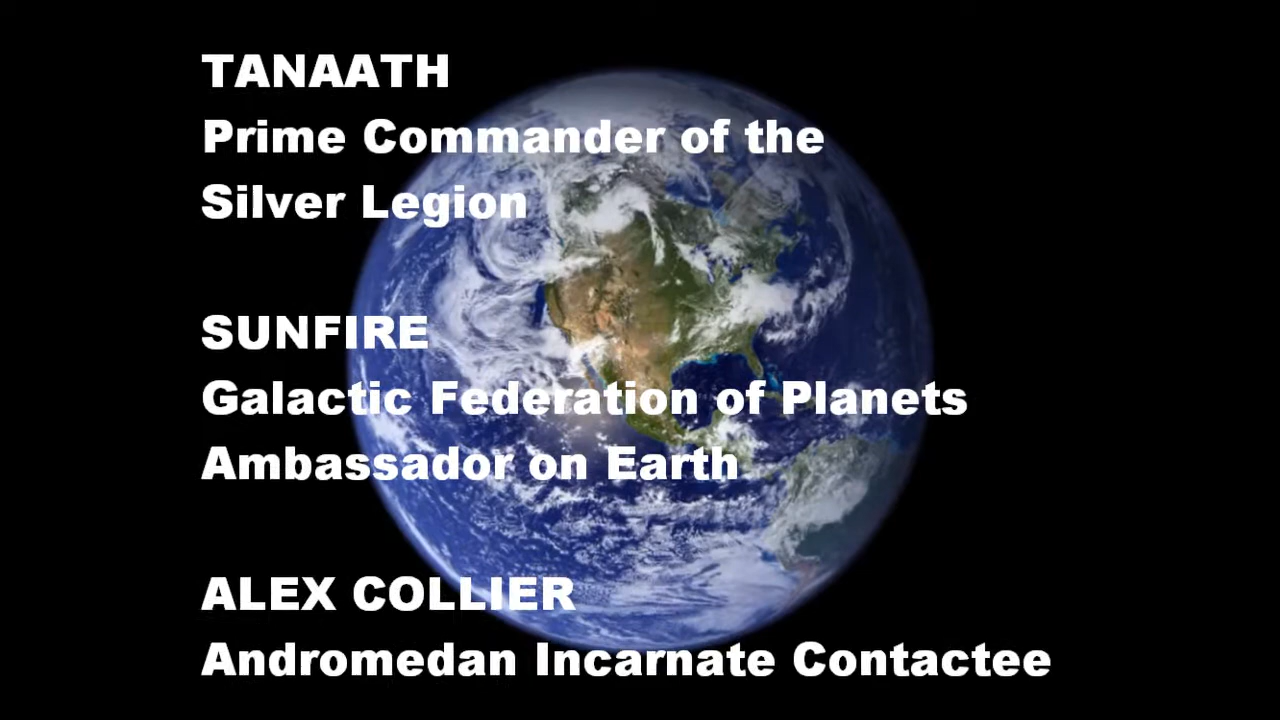 TANAATH
Prime Commander of the
Silver Legion
SUNFIRE
Galactic Federation of Planets
Ambassador on Earth
ALEX COLLIER
Andromedan Incarnate Contactee